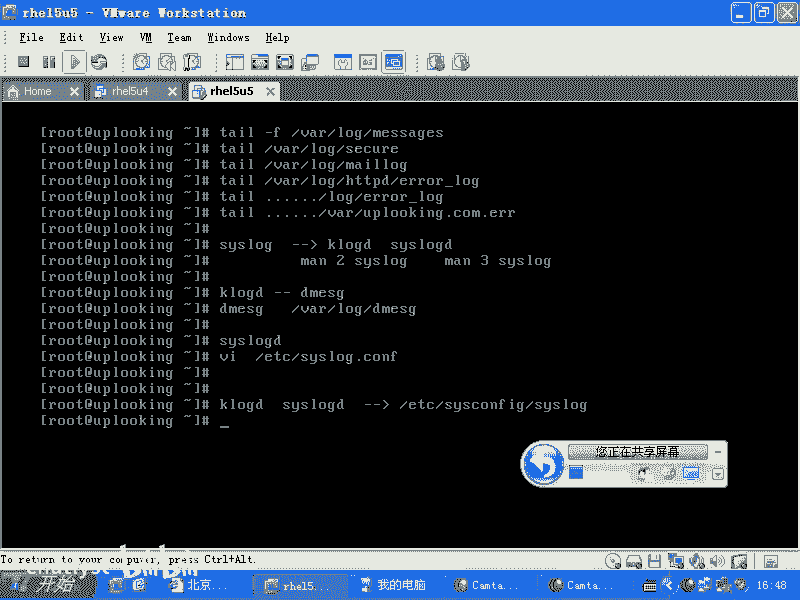 rhel5u5 - VMware Workstation
File Edit View VM Team Windows Help
Home rhel5u4 rhel5u5
[root@uplooking ~]# tail -f /var/log/messages
[root@uplooking ~]# tail /var/log/secure
[root@uplooking ~]# tail /var/log/maillog
[root@uplooking ~]# tail /var/log/httpd/error_log
[root@uplooking ~]# tail ....../log/error_log
[root@uplooking ~]# tail ....../var/uplooking.com.err
[root@uplooking ~]#
[root@uplooking ~]# syslog --> klogd syslogd
[root@uplooking ~]# man 2 syslog man 3 syslog
[root@uplooking ~]#
[root@uplooking ~]# klogd -- dmesg
[root@uplooking ~]# dmesg /var/log/dmesg
[root@uplooking ~]#
[root@uplooking ~]# syslogd
[root@uplooking ~]# vi /etc/syslog.conf
[root@uplooking ~]#
[root@uplooking ~]#
[root@uplooking ~]# klogd syslogd --> /etc/sysconfig/syslog
[root@uplooking ~]# _
您正在共享屏幕
To return to your computer, press Ctrl+Alt.
开始 北京... rhel5... 我的电脑 Camta... Camta... 16:48